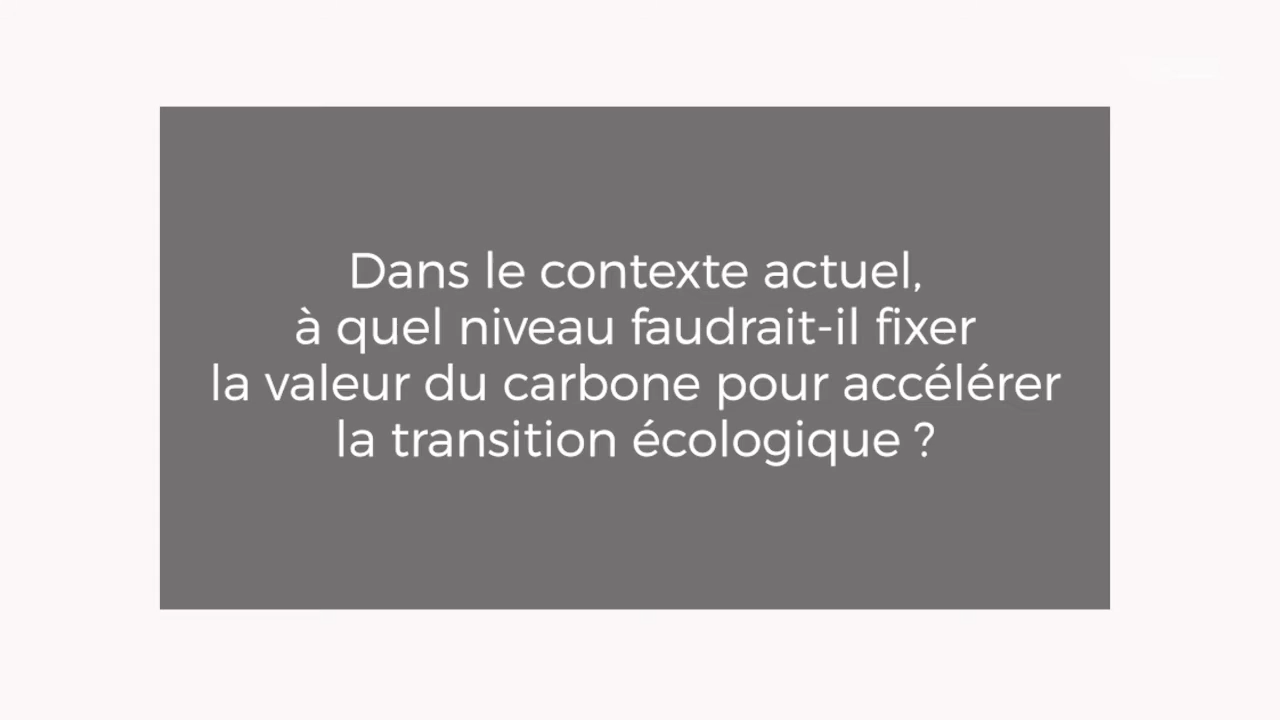 Dans le contexte actuel,
à quel niveau faudrait-il fixer
la valeur du carbone pour accélérer
la transition écologique ?